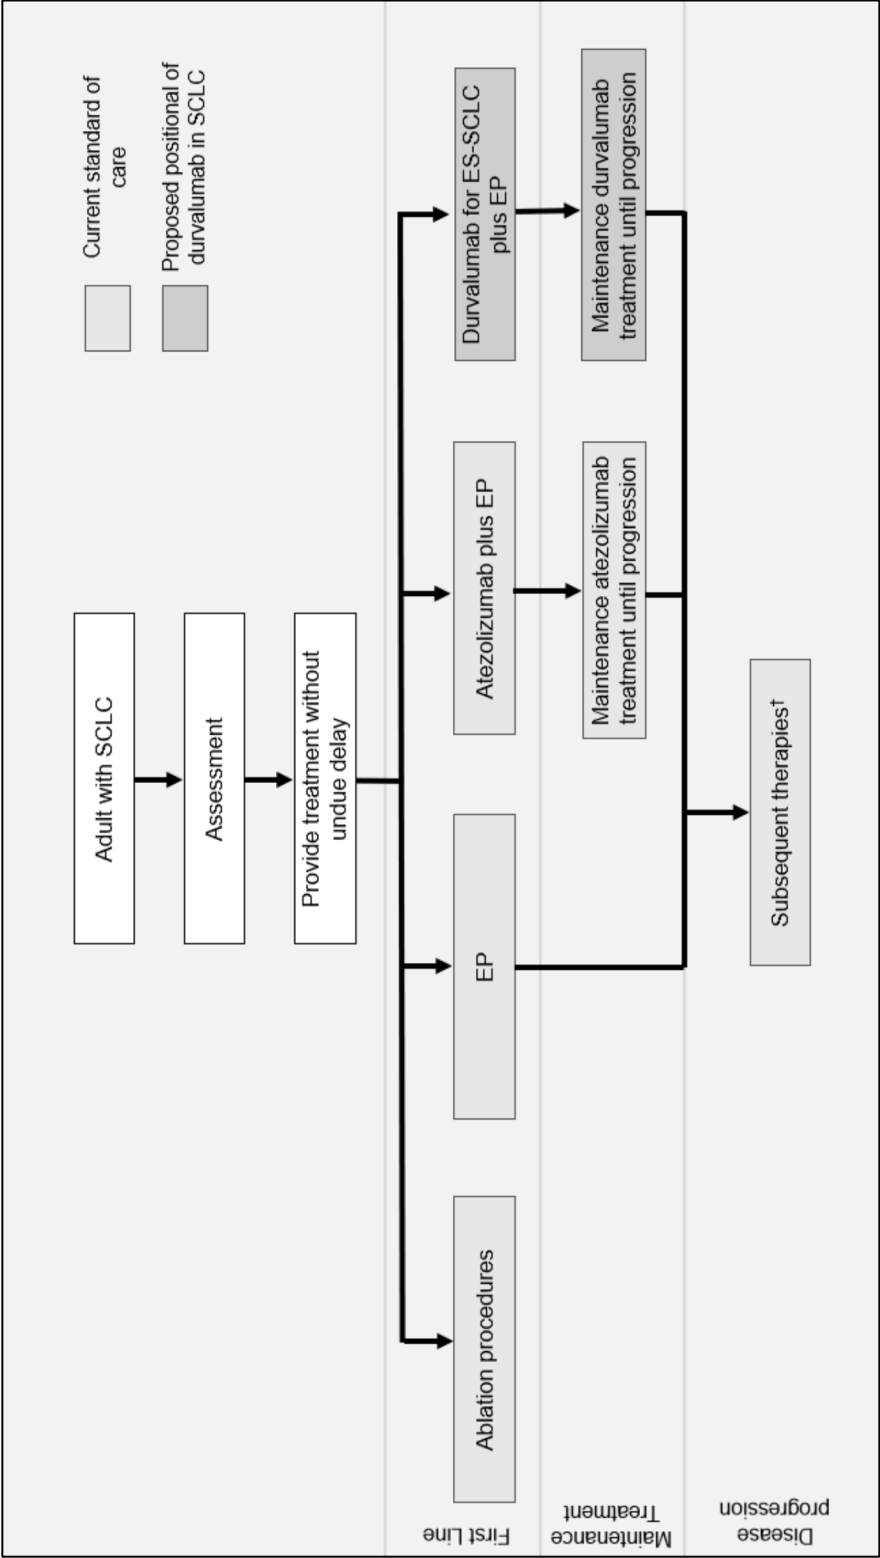 Current standard of
care
Proposed positional of
durvalumab in SCLC
Adult with SCLC
Assessment
Provide treatment without
undue delay
First Line
Ablation procedures
EP
Atezolizumab plus EP
Durvalumab for ES-SCLC
plus EP
Maintenance
Treatment
Maintenance atezolizumab
treatment until progression
Maintenance durvalumab
treatment until progression
Disease
progression
Subsequent therapies†